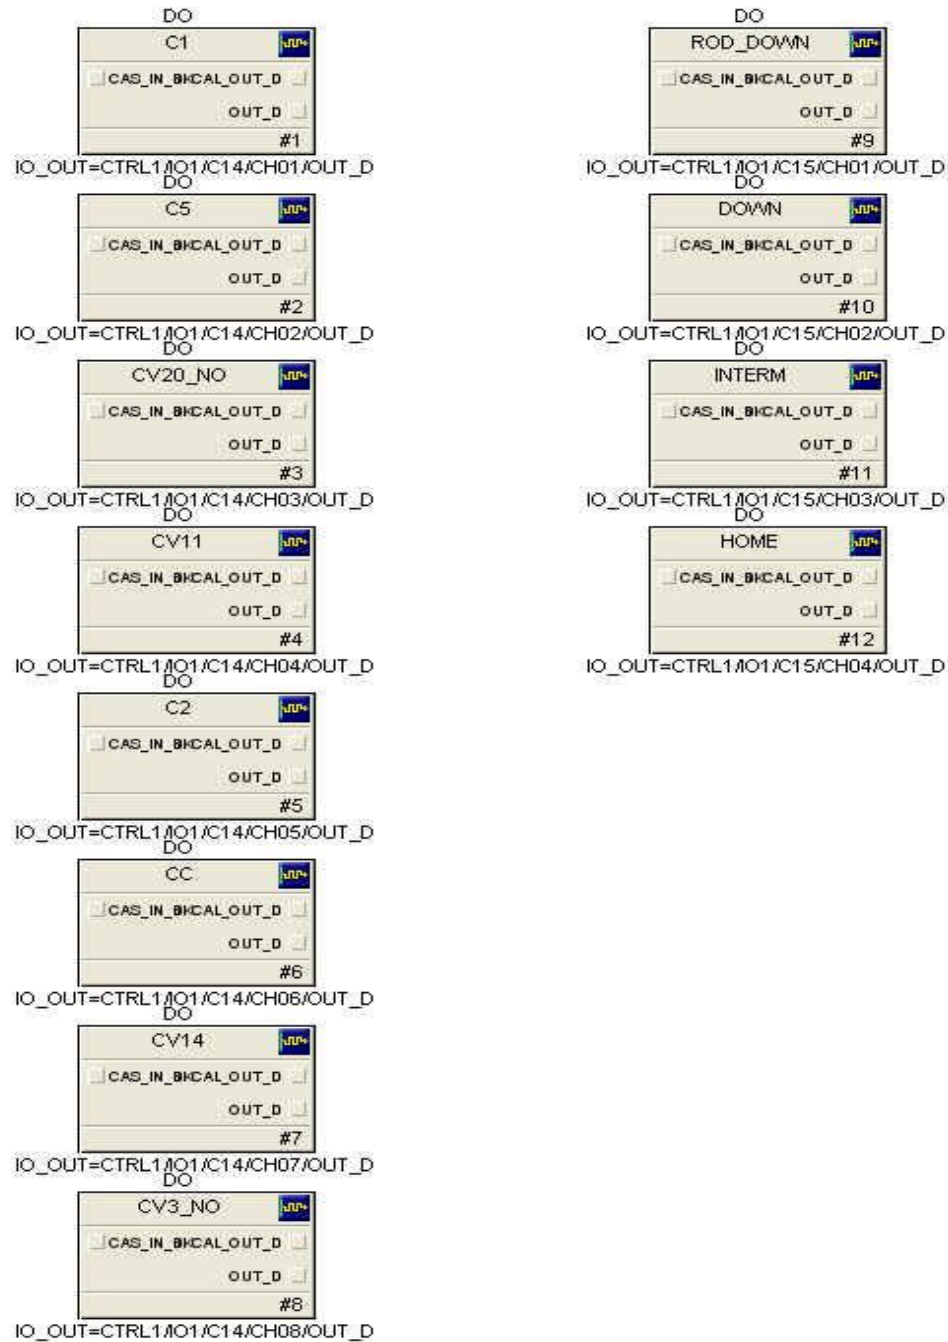 DO
C1
CAS_IN_D BKCAL_OUT_D
OUT_D
#1
IO_OUT=CTRL1/IO1/C14/CH01/OUT_D
DO
C5
CAS_IN_D BKCAL_OUT_D
OUT_D
#2
IO_OUT=CTRL1/IO1/C14/CH02/OUT_D
DO
CV20_NO
CAS_IN_D BKCAL_OUT_D
OUT_D
#3
IO_OUT=CTRL1/IO1/C14/CH03/OUT_D
DO
CV11
CAS_IN_D BKCAL_OUT_D
OUT_D
#4
IO_OUT=CTRL1/IO1/C14/CH04/OUT_D
DO
C2
CAS_IN_D BKCAL_OUT_D
OUT_D
#5
IO_OUT=CTRL1/IO1/C14/CH05/OUT_D
DO
CC
CAS_IN_D BKCAL_OUT_D
OUT_D
#6
IO_OUT=CTRL1/IO1/C14/CH06/OUT_D
DO
CV14
CAS_IN_D BKCAL_OUT_D
OUT_D
#7
IO_OUT=CTRL1/IO1/C14/CH07/OUT_D
DO
CV3_NO
CAS_IN_D BKCAL_OUT_D
OUT_D
#8
IO_OUT=CTRL1/IO1/C14/CH08/OUT_D
DO
ROD_DOWN
CAS_IN_D BKCAL_OUT_D
OUT_D
#9
IO_OUT=CTRL1/IO1/C15/CH01/OUT_D
DO
DOWN
CAS_IN_D BKCAL_OUT_D
OUT_D
#10
IO_OUT=CTRL1/IO1/C15/CH02/OUT_D
DO
INTERM
CAS_IN_D BKCAL_OUT_D
OUT_D
#11
IO_OUT=CTRL1/IO1/C15/CH03/OUT_D
DO
HOME
CAS_IN_D BKCAL_OUT_D
OUT_D
#12
IO_OUT=CTRL1/IO1/C15/CH04/OUT_D